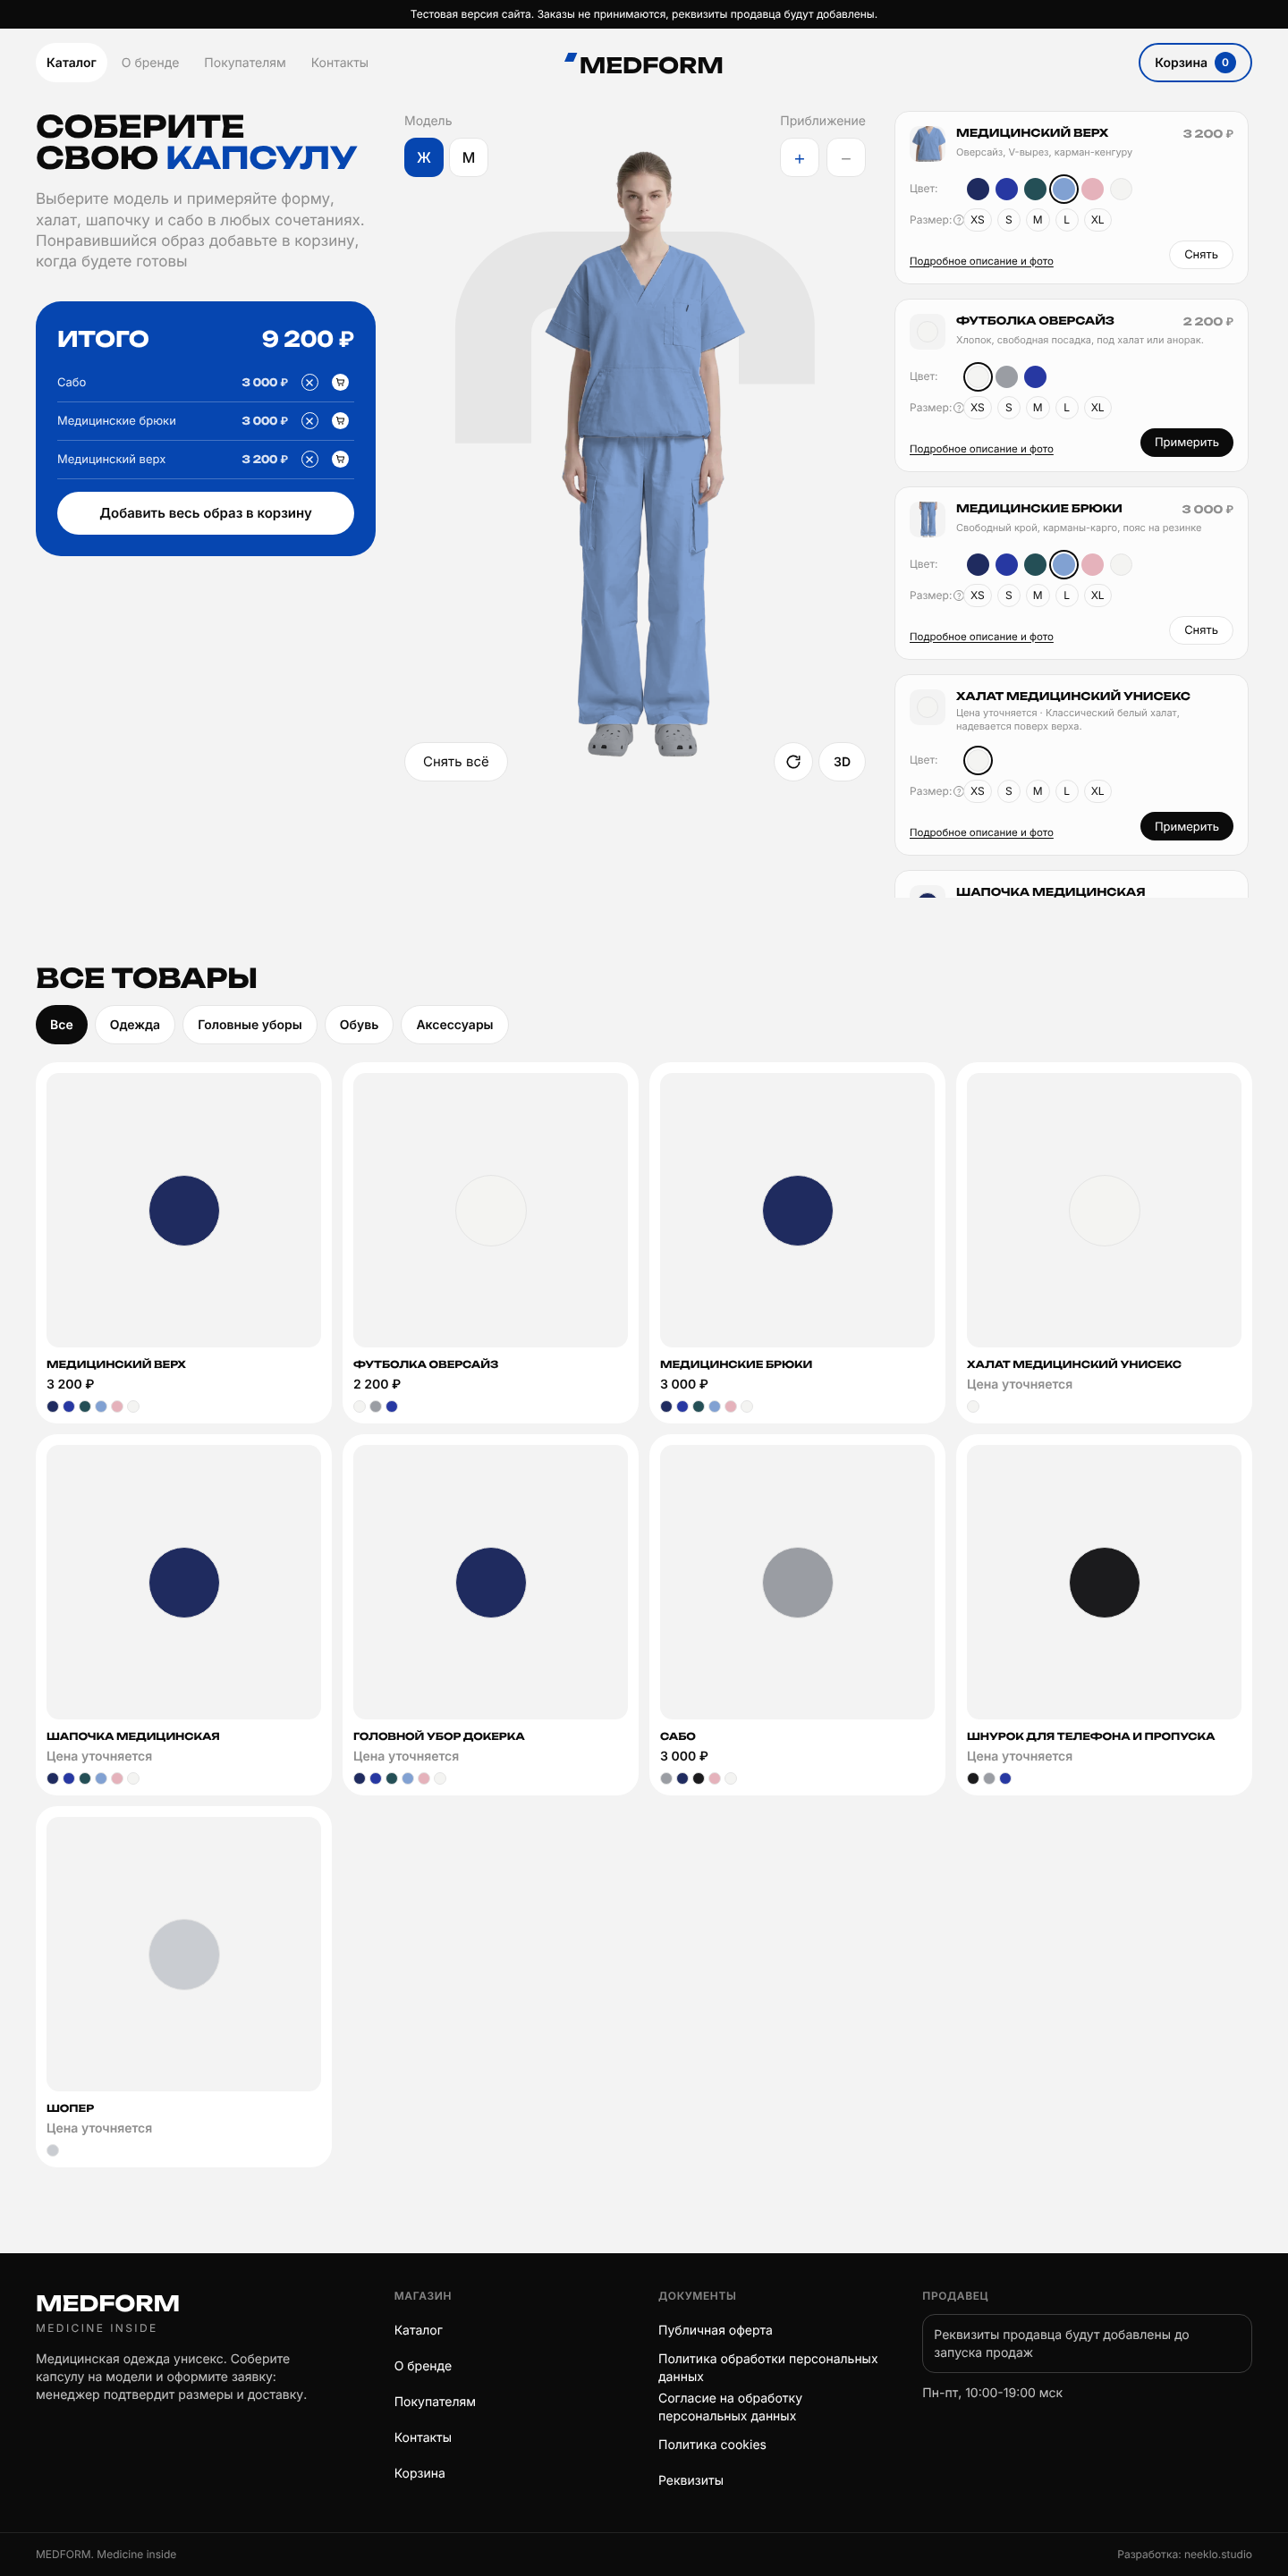 Тестовая версия сайта. Заказы не принимаются, реквизиты продавца будут добавлены.
Каталог
О бренде
Покупателям
Контакты
MEDFORM
Корзина 0
СОБЕРИТЕ
СВОЮ КАПСУЛУ
Выберите модель и примеряйте форму,
халат, шапочку и сабо в любых сочетаниях.
Понравившийся образ добавьте в корзину,
когда будете готовы
ИТОГО 9 200 ₽
Сабо 3 000 ₽
Медицинские брюки 3 000 ₽
Медицинский верх 3 200 ₽
Добавить весь образ в корзину
Модель
Ж М
Приближение
+ –
Снять всё
3D
МЕДИЦИНСКИЙ ВЕРХ 3 200 ₽
Оверсайз, V-вырез, карман-кенгуру
Цвет:
Размер: ? XS S M L XL
Подробное описание и фото
Снять
ФУТБОЛКА ОВЕРСАЙЗ 2 200 ₽
Хлопок, свободная посадка, под халат или анорак.
Цвет:
Размер: ? XS S M L XL
Подробное описание и фото
Примерить
МЕДИЦИНСКИЕ БРЮКИ 3 000 ₽
Свободный крой, карманы-карго, пояс на резинке
Цвет:
Размер: ? XS S M L XL
Подробное описание и фото
Снять
ХАЛАТ МЕДИЦИНСКИЙ УНИСЕКС
Цена уточняется · Классический белый халат,
надевается поверх верха.
Цвет:
Размер: ? XS S M L XL
Подробное описание и фото
Примерить
ШАПОЧКА МЕДИЦИНСКАЯ
ВСЕ ТОВАРЫ
Все
Одежда
Головные уборы
Обувь
Аксессуары
МЕДИЦИНСКИЙ ВЕРХ
3 200 ₽
ФУТБОЛКА ОВЕРСАЙЗ
2 200 ₽
МЕДИЦИНСКИЕ БРЮКИ
3 000 ₽
ХАЛАТ МЕДИЦИНСКИЙ УНИСЕКС
Цена уточняется
ШАПОЧКА МЕДИЦИНСКАЯ
Цена уточняется
ГОЛОВНОЙ УБОР ДОКЕРКА
Цена уточняется
САБО
3 000 ₽
ШНУРОК ДЛЯ ТЕЛЕФОНА И ПРОПУСКА
Цена уточняется
ШОПЕР
Цена уточняется
MEDFORM
MEDICINE INSIDE
Медицинская одежда унисекс. Соберите
капсулу на модели и оформите заявку:
менеджер подтвердит размеры и доставку.
МАГАЗИН
Каталог
О бренде
Покупателям
Контакты
Корзина
ДОКУМЕНТЫ
Публичная оферта
Политика обработки персональных
данных
Согласие на обработку
персональных данных
Политика cookies
Реквизиты
ПРОДАВЕЦ
Реквизиты продавца будут добавлены до
запуска продаж
Пн-пт, 10:00-19:00 мск
MEDFORM. Medicine inside
Разработка: neeklo.studio